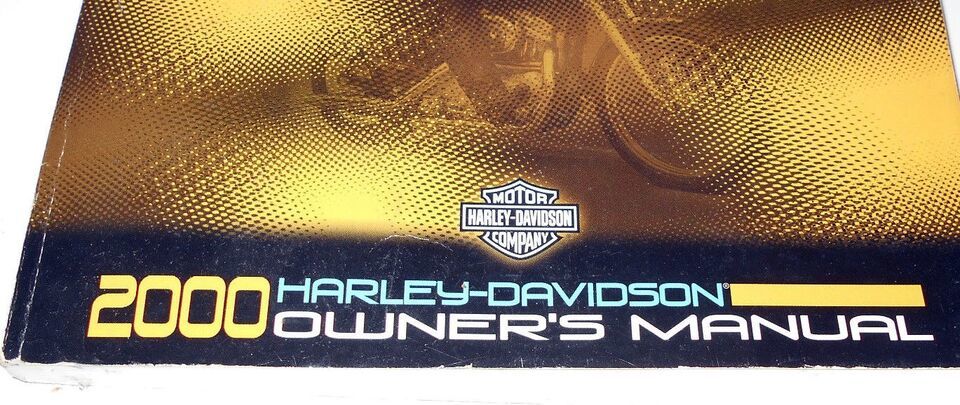 MOTOR
HARLEY-DAVIDSON
COMPANY
2000 HARLEY-DAVIDSON®
OWNER'S MANUAL